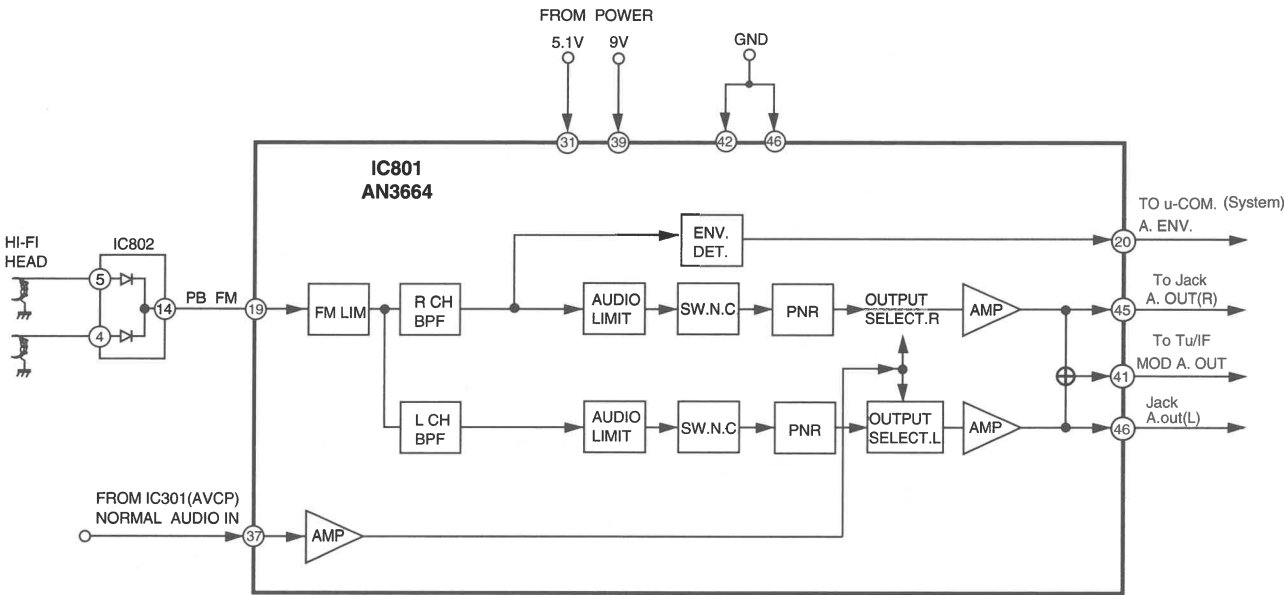 FROM POWER
5.1V 9V
GND
31 39 42 46
IC801
AN3664
TO u-COM. (System)
A. ENV.
20
ENV.
DET.
HI-FI
HEAD
IC802
5
14
4
PB FM
19
FM LIM
R CH
BPF
AUDIO
LIMIT
SW.N.C
PNR
OUTPUT
SELECT.R
AMP
To Jack
A. OUT(R)
45
To Tu/IF
MOD A. OUT
41
L CH
BPF
AUDIO
LIMIT
SW.N.C
PNR
OUTPUT
SELECT.L
AMP
Jack
A.out(L)
46
FROM IC301(AVCP)
NORMAL AUDIO IN
37
AMP